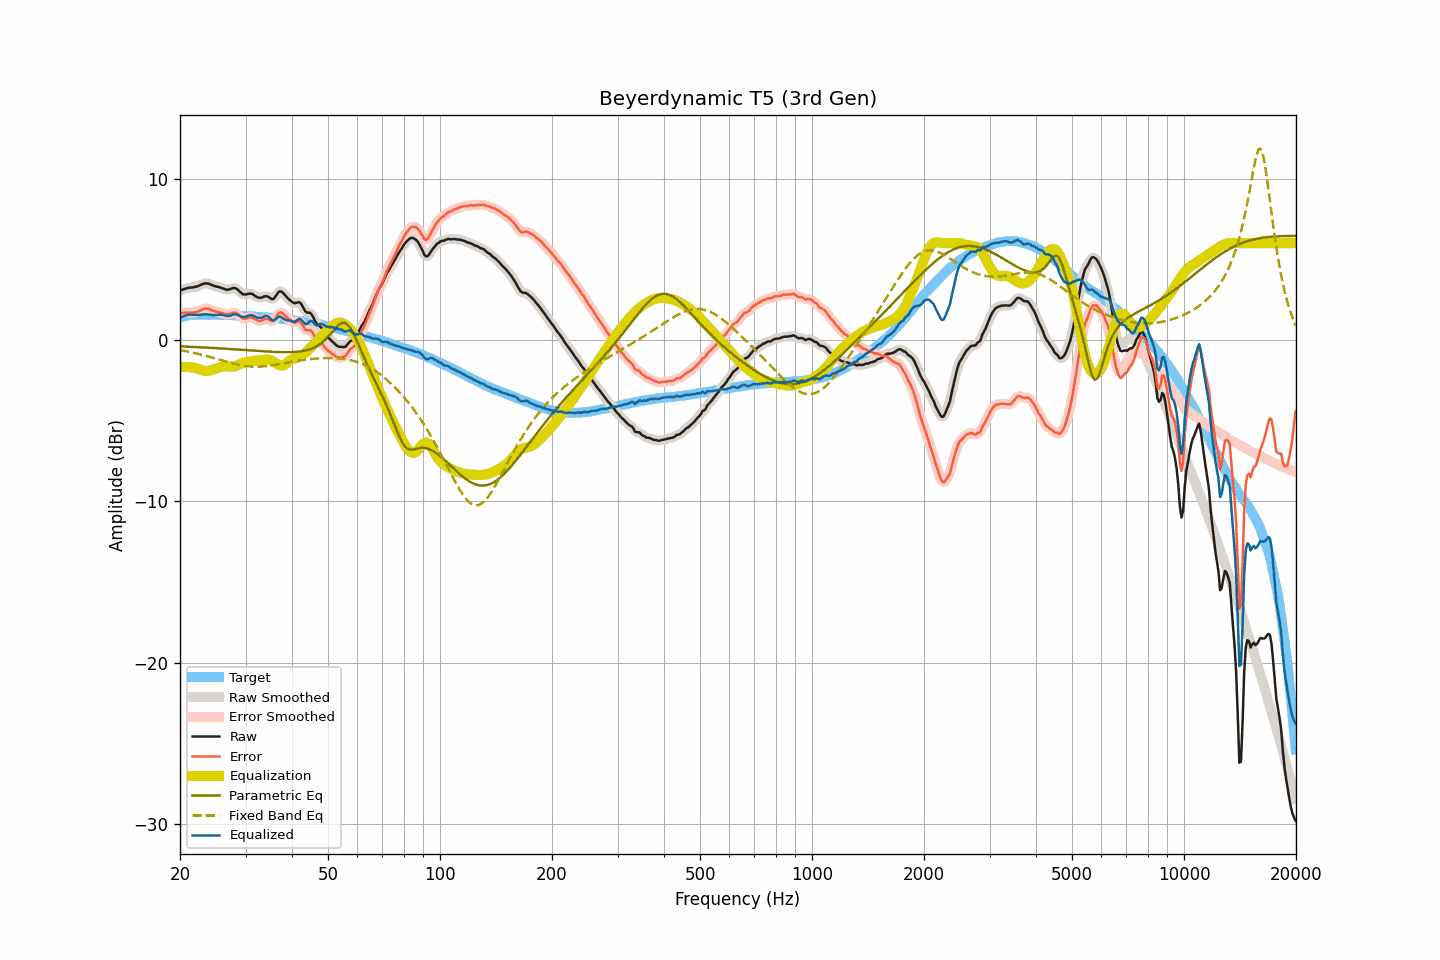 Beyerdynamic T5 (3rd Gen)
Amplitude (dBr)
10
0
−10
−20
−30
Target
Raw Smoothed
Error Smoothed
Raw
Error
Equalization
Parametric Eq
Fixed Band Eq
Equalized
20 50 100 200 500 1000 2000 5000 10000 20000
Frequency (Hz)